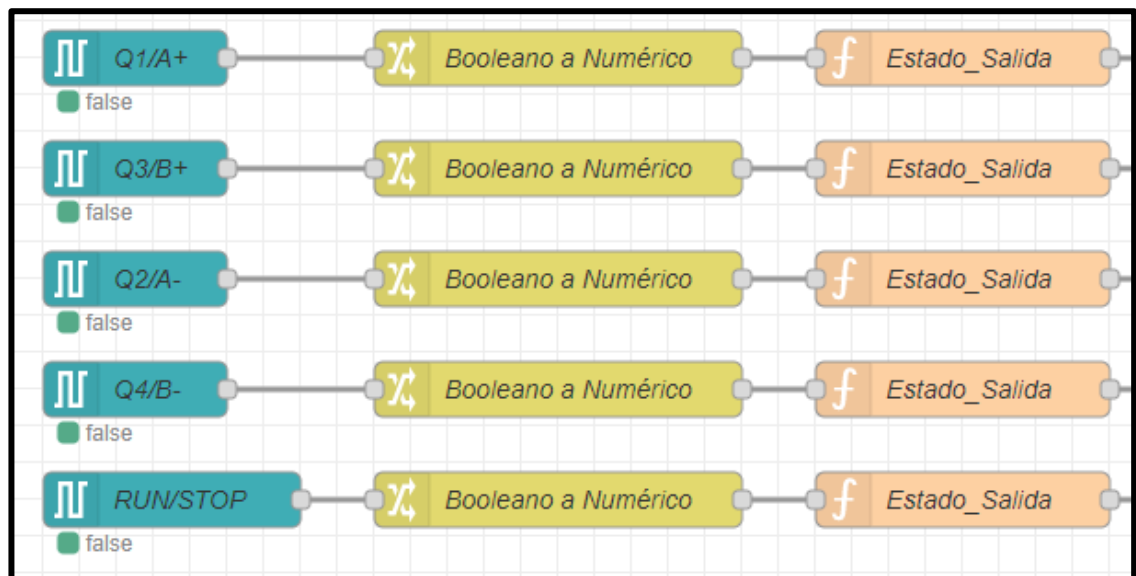 Q1/A+ Booleano a Numérico Estado_Salida
false
Q3/B+ Booleano a Numérico Estado_Salida
false
Q2/A- Booleano a Numérico Estado_Salida
false
Q4/B- Booleano a Numérico Estado_Salida
false
RUN/STOP Booleano a Numérico Estado_Salida
false